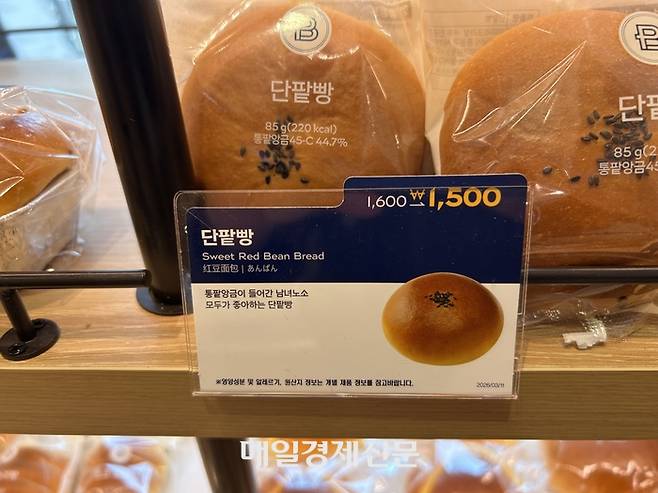 B
단팥빵
85 g(220 kcal)
통팥앙금45-C 44.7%
단팥빵
85 g(22
통팥앙금45
1,600 ₩1,500
단팥빵
Sweet Red Bean Bread
红豆面包 | あんぱん
통팥앙금이 들어간 남녀노소
모두가 좋아하는 단팥빵
※영양성분 및 알레르기, 원산지 정보는 개별 제품 정보를 참고바랍니다.
2026/03/11
매일경제신문